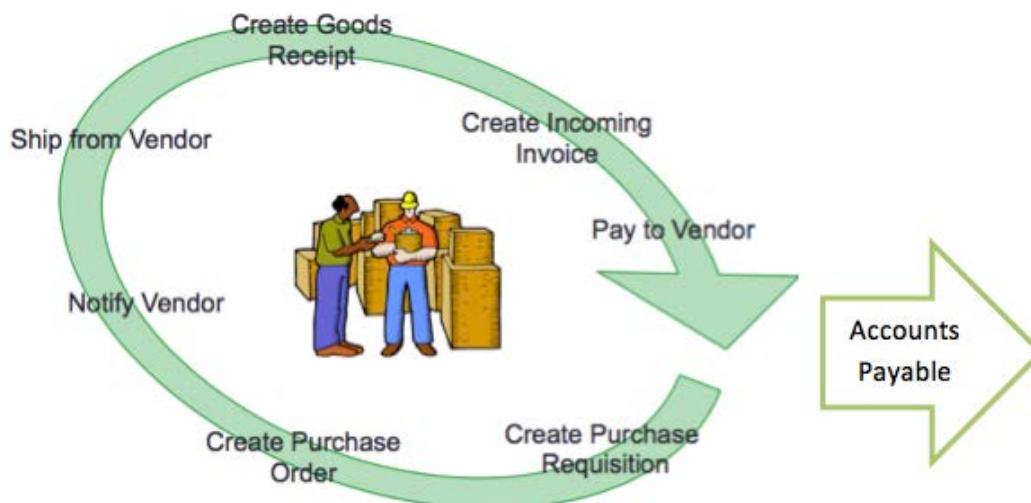 Create Goods
Receipt
Create Incoming
Invoice
Ship from Vendor
Pay to Vendor
Notify Vendor
Accounts
Payable
Create Purchase
Order
Create Purchase
Requisition